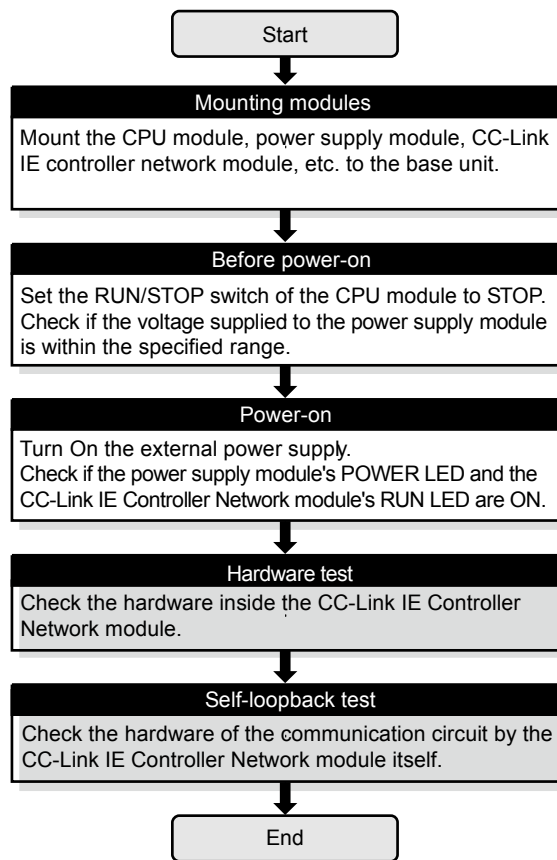 Start
Mounting modules
Mount the CPU module, power supply module, CC-Link
IE controller network module, etc. to the base unit.
Before power-on
Set the RUN/STOP switch of the CPU module to STOP.
Check if the voltage supplied to the power supply module
is within the specified range.
Power-on
Turn On the external power supply.
Check if the power supply module's POWER LED and the
CC-Link IE Controller Network module's RUN LED are ON.
Hardware test
Check the hardware inside the CC-Link IE Controller
Network module.
Self-loopback test
Check the hardware of the communication circuit by the
CC-Link IE Controller Network module itself.
End